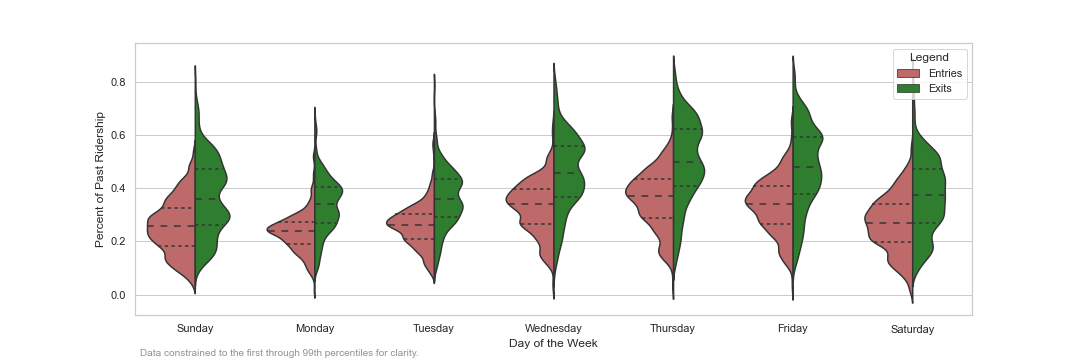 Legend
Entries
Exits
0.8
0.6
0.4
0.2
0.0
Percent of Past Ridership
Sunday Monday Tuesday Wednesday Thursday Friday Saturday
Day of the Week
Data constrained to the first through 99th percentiles for clarity.